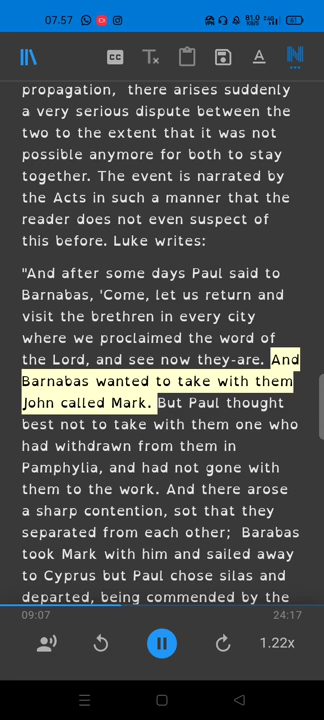 07.57
81.0
KB/S
61
CC
N
propagation, there arises suddenly
a very serious dispute between the
two to the extent that it was not
possible anymore for both to stay
together. The event is narrated by
the Acts in such a manner that the
reader does not even suspect of
this before. Luke writes:
"And after some days Paul said to
Barnabas, 'Come, let us return and
visit the brethren in every city
where we proclaimed the word of
the Lord, and see now they-are. And
Barnabas wanted to take with them
John called Mark. But Paul thought
best not to take with them one who
had withdrawn from them in
Pamphylia, and had not gone with
them to the work. And there arose
a sharp contention, sot that they
separated from each other; Barabas
took Mark with him and sailed away
to Cyprus but Paul chose silas and
departed, being commended by the
09:07
24:17
1.22x